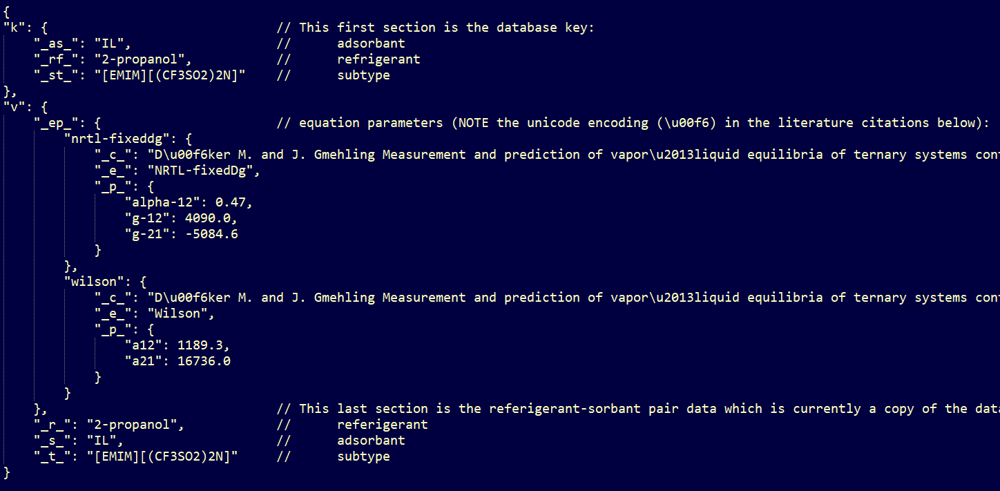 {
"k": {                              // This first section is the database key:
    "_as_": "IL",                   //      adsorbant
    "_rf_": "2-propanol",           //      refrigerant
    "_st_": "[EMIM][(CF3SO2)2N]"    //      subtype
},
"v": {
    "_ep_": {                       // equation parameters (NOTE the unicode encoding (\u00f6) in the literature citations below):
        "nrtl-fixeddg": {
            "_c_": "D\u00f6ker M. and J. Gmehling Measurement and prediction of vapor\u2013liquid equilibria of ternary systems
            "_e_": "NRTL-fixedDg",
            "_p_": {
                "alpha-12": 0.47,
                "g-12": 4090.0,
                "g-21": -5084.6
            }
        },
        "wilson": {
            "_c_": "D\u00f6ker M. and J. Gmehling Measurement and prediction of vapor\u2013liquid equilibria of ternary systems
            "_e_": "Wilson",
            "_p_": {
                "a12": 1189.3,
                "a21": 16736.0
            }
        }
    },                              // This last section is the referigerant-sorbant pair data which is currently a copy of the
    "_r_": "2-propanol",            //      referigerant
    "_s_": "IL",                    //      adsorbant
    "_t_": "[EMIM][(CF3SO2)2N]"     //      subtype
}